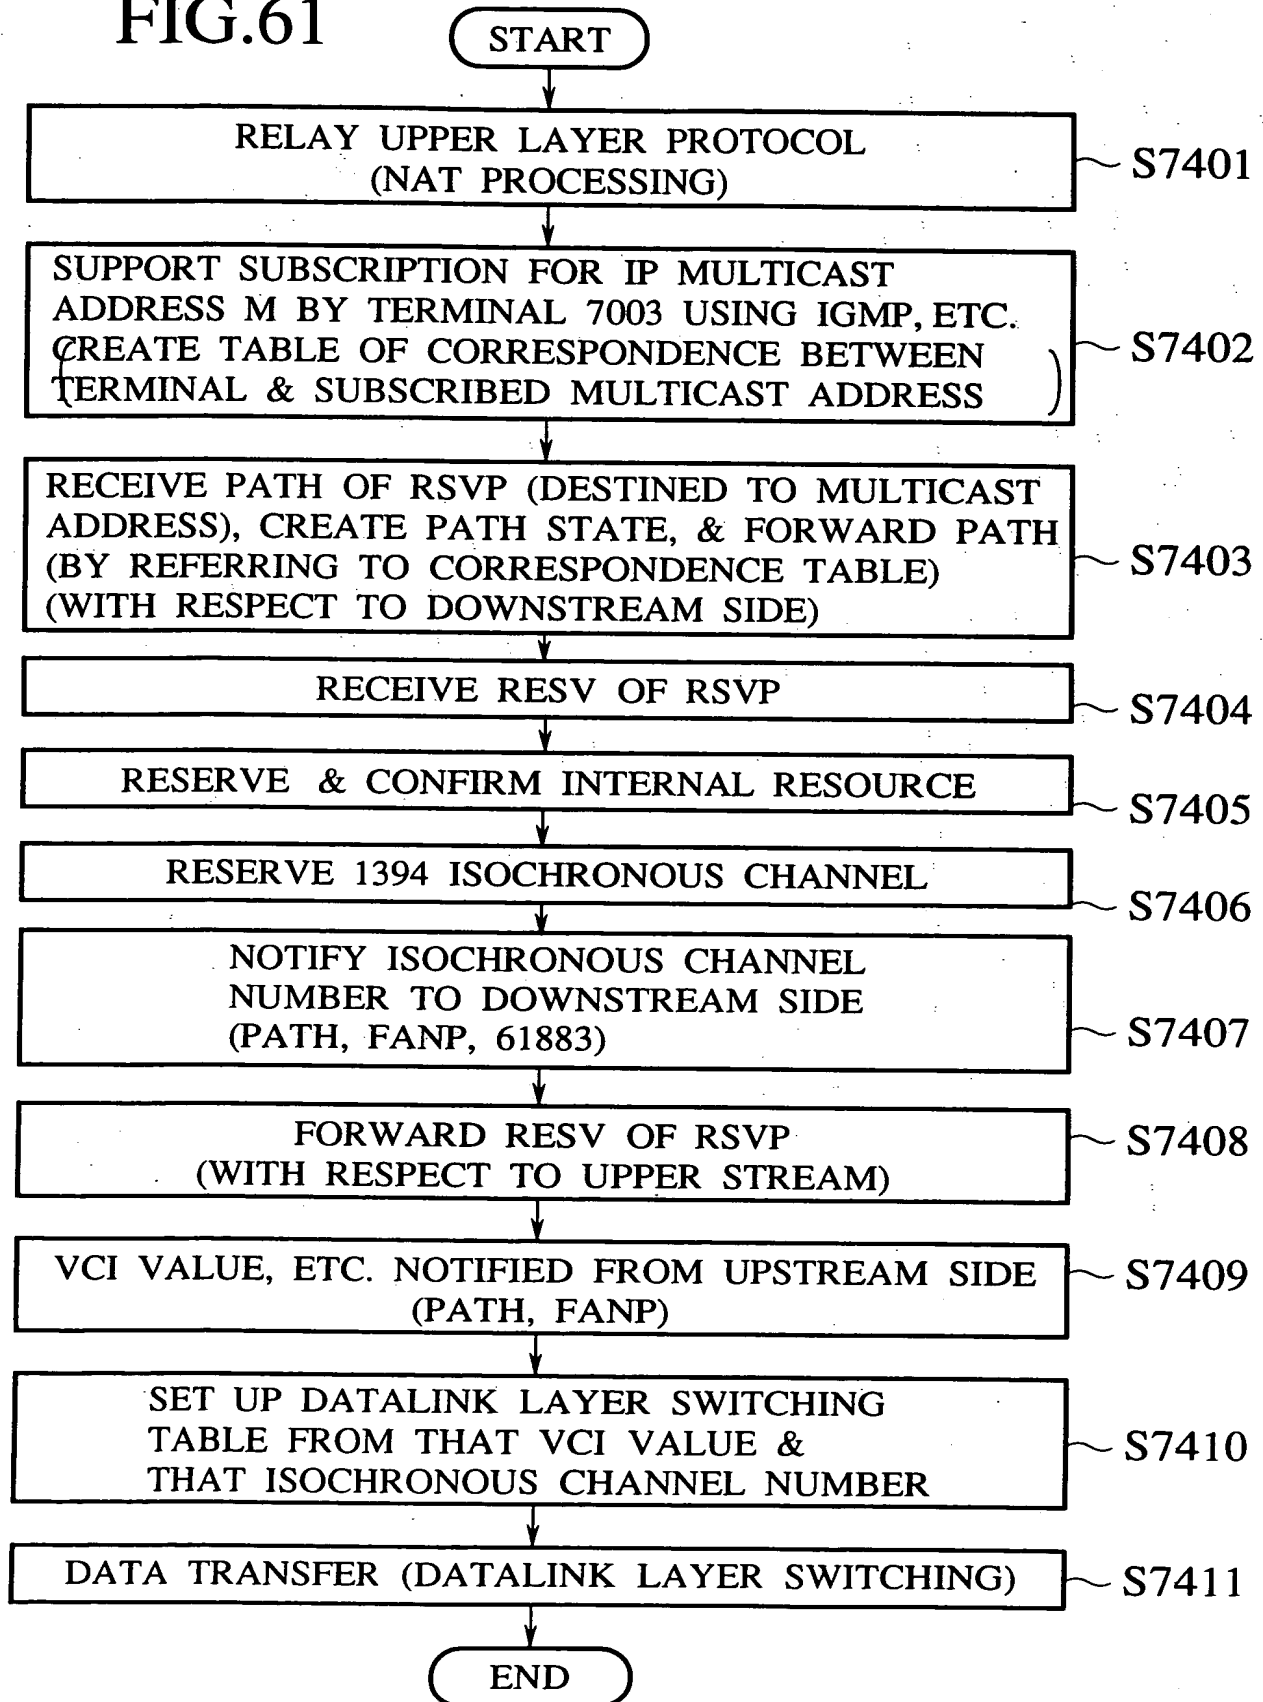 FIG.61
START
RELAY UPPER LAYER PROTOCOL
(NAT PROCESSING)
S7401
SUPPORT SUBSCRIPTION FOR IP MULTICAST
ADDRESS M BY TERMINAL 7003 USING IGMP, ETC.
(CREATE TABLE OF CORRESPONDENCE BETWEEN
TERMINAL & SUBSCRIBED MULTICAST ADDRESS)
S7402
RECEIVE PATH OF RSVP (DESTINED TO MULTICAST
ADDRESS), CREATE PATH STATE, & FORWARD PATH
(BY REFERRING TO CORRESPONDENCE TABLE)
(WITH RESPECT TO DOWNSTREAM SIDE)
S7403
RECEIVE RESV OF RSVP
S7404
RESERVE & CONFIRM INTERNAL RESOURCE
S7405
RESERVE 1394 ISOCHRONOUS CHANNEL
S7406
NOTIFY ISOCHRONOUS CHANNEL
NUMBER TO DOWNSTREAM SIDE
(PATH, FANP, 61883)
S7407
FORWARD RESV OF RSVP
(WITH RESPECT TO UPPER STREAM)
S7408
VCI VALUE, ETC. NOTIFIED FROM UPSTREAM SIDE
(PATH, FANP)
S7409
SET UP DATALINK LAYER SWITCHING
TABLE FROM THAT VCI VALUE &
THAT ISOCHRONOUS CHANNEL NUMBER
S7410
DATA TRANSFER (DATALINK LAYER SWITCHING)
S7411
END